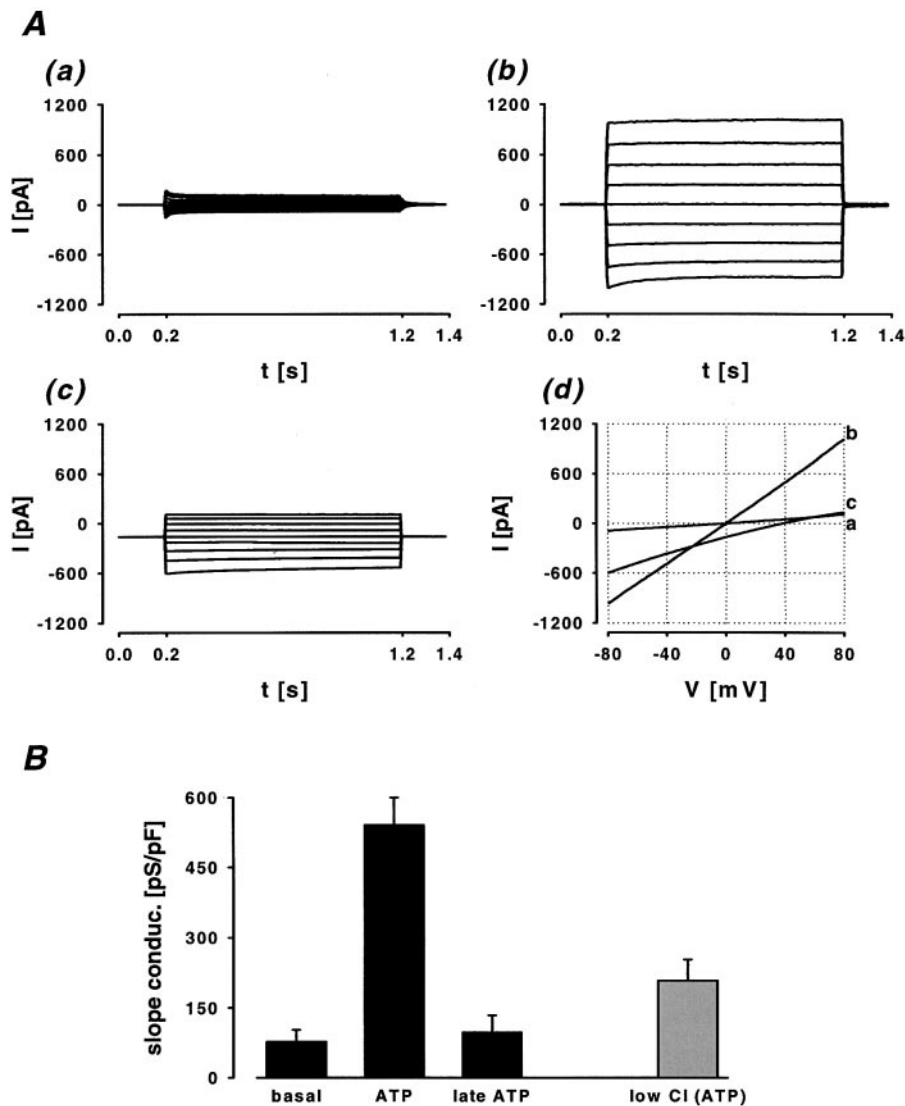 A
(a)
1200
600
0
-600
-1200
I [pA]
0.0 0.2 1.2 1.4
t [s]
(b)
1200
600
0
-600
-1200
I [pA]
0.0 0.2 1.2 1.4
t [s]
(c)
1200
600
0
-600
-1200
I [pA]
0.0 0.2 1.2 1.4
t [s]
(d)
1200
600
0
-600
-1200
I [pA]
b
c
a
-80 -40 0 40 80
V [mV]
B
600
450
300
150
0
slope conduc. [pS/pF]
basal ATP late ATP low Cl (ATP)